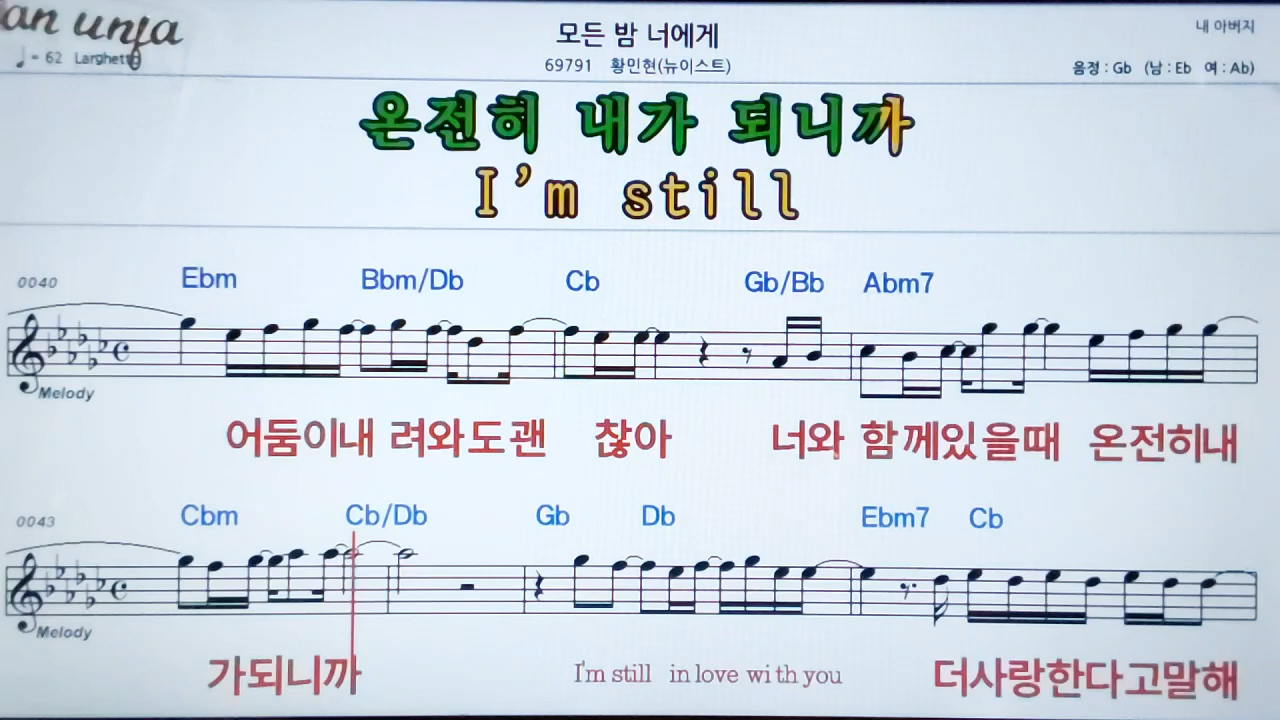 an unja
♩= 62 Larghetto
모든 밤 너에게
69791 황민현(뉴이스트)
내 아버지
음정 : Gb (남 : Eb 여 : Ab)
온전히 내가 되니까
I'm still
0040
Ebm Bbm/Db Cb Gb/Bb Abm7
Melody
어둠이내 려와도괜 찮아 너와 함께있을때 온전히내
0043
Cbm Cb/Db Gb Db Ebm7 Cb
Melody
가되니까 I'm still in love with you 더사랑한다고말해